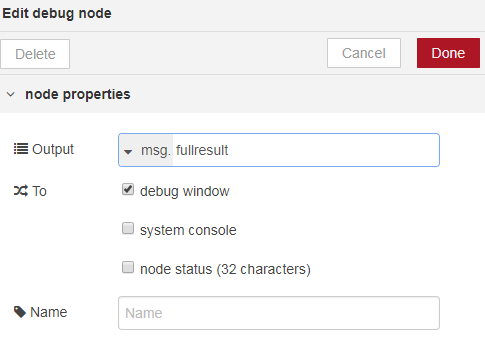 Edit debug node
Delete Cancel Done
node properties
Output msg. fullresult
To debug window
system console
node status (32 characters)
Name Name